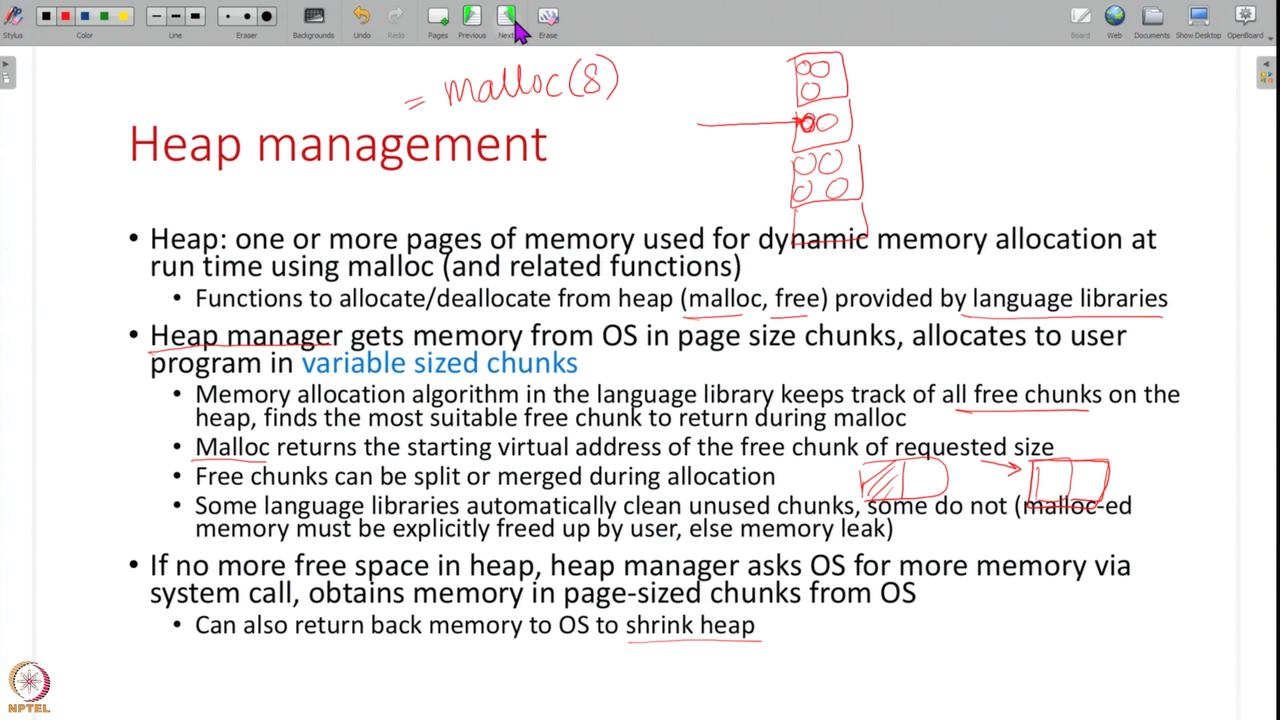 Stylus
Color
Line
Eraser
Backgrounds
Undo
Redo
Pages
Previous
Next
Erase
Board
Web
Documents
Show Desktop
OpenBoard
= malloc(8)
Heap management
• Heap: one or more pages of memory used for dynamic memory allocation at
run time using malloc (and related functions)
• Functions to allocate/deallocate from heap (malloc, free) provided by language libraries
• Heap manager gets memory from OS in page size chunks, allocates to user
program in variable sized chunks
• Memory allocation algorithm in the language library keeps track of all free chunks on the
heap, finds the most suitable free chunk to return during malloc
• Malloc returns the starting virtual address of the free chunk of requested size
• Free chunks can be split or merged during allocation
• Some language libraries automatically clean unused chunks, some do not (malloc-ed
memory must be explicitly freed up by user, else memory leak)
• If no more free space in heap, heap manager asks OS for more memory via
system call, obtains memory in page-sized chunks from OS
• Can also return back memory to OS to shrink heap
NPTEL